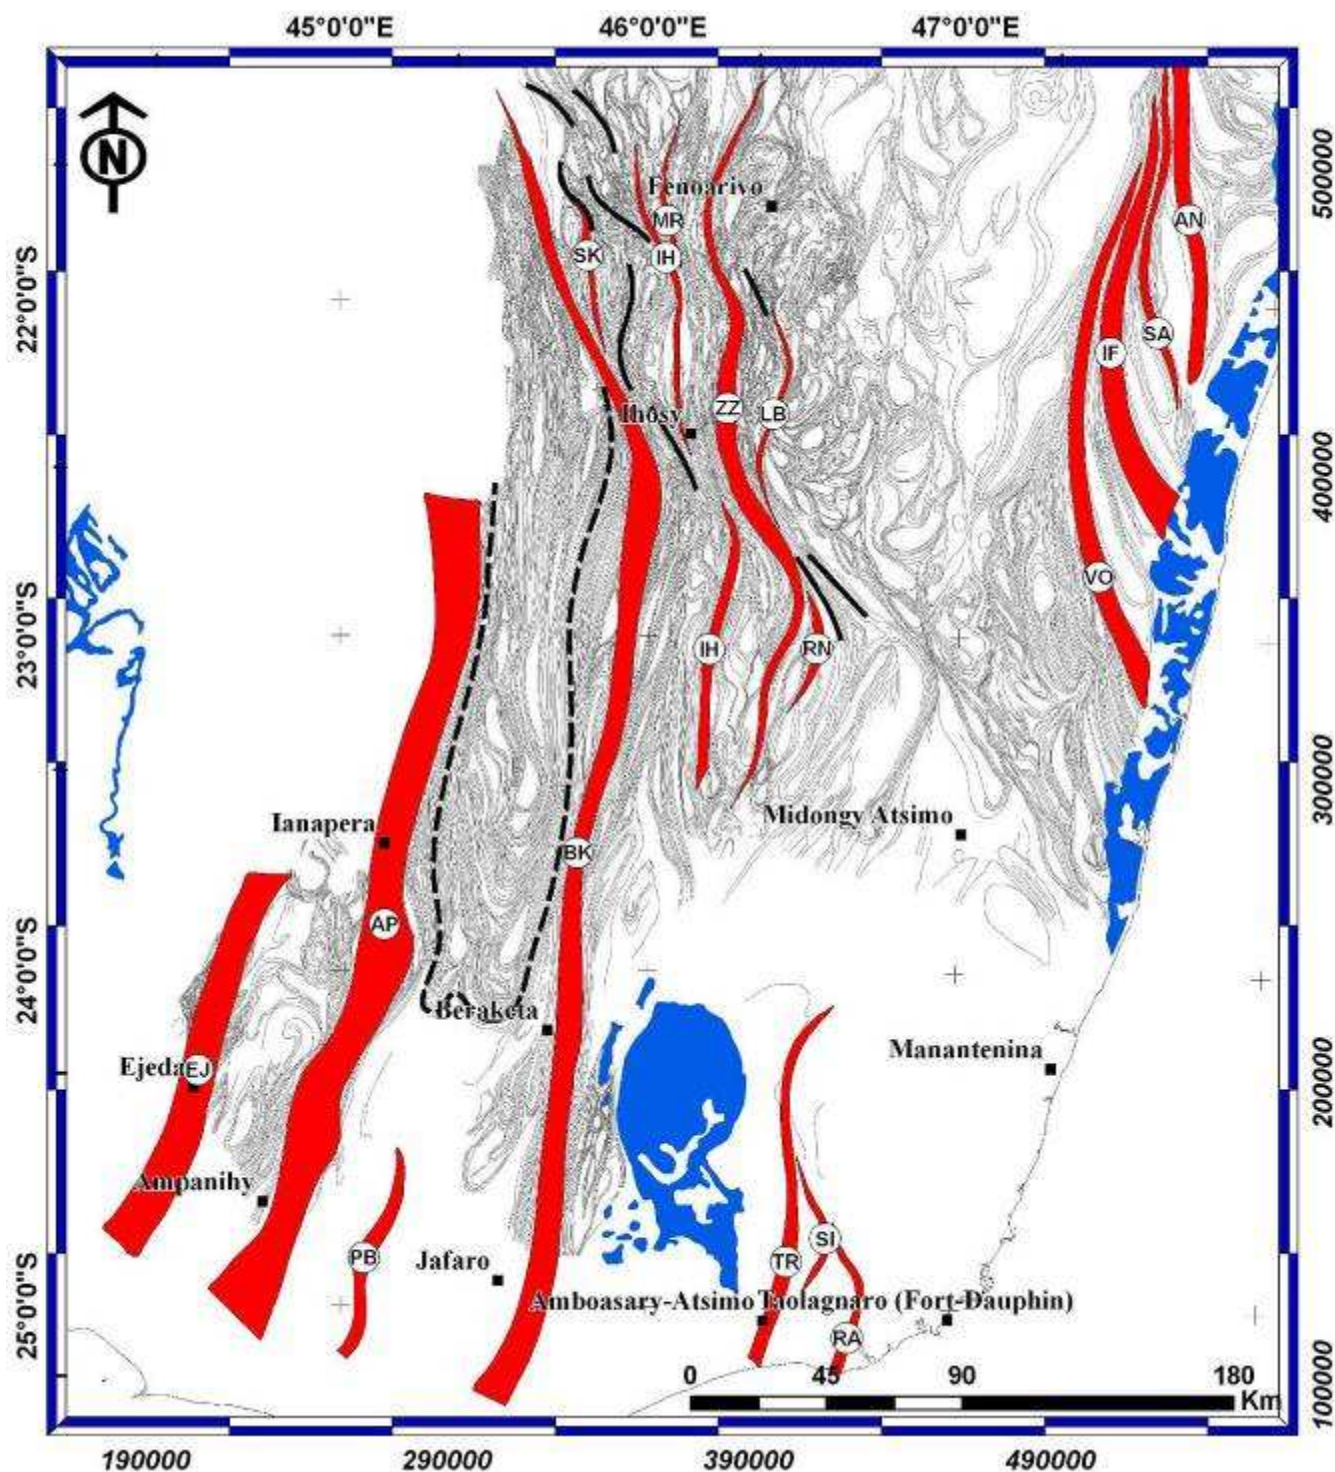 45°0'0"E 46°0'0"E 47°0'0"E
N
500000
Fenoarivo
MR
AN
SK
IH
22°0'0"S
SA
IF
Ihosy
ZZ
LB
400000
VO
23°0'0"S
IH
RN
300000
Ianapera
Midongy Atsimo
BK
AP
24°0'0"S
Beraketa
Manantenina
Ejeda
EJ
200000
Ampanihy
SI
PB
Jafaro
TR
25°0'0"S
Amboasary-Atsimo
Taolagnaro (Fort-Dauphin)
RA
0 45 90 180
Km
100000
190000 290000 390000 490000